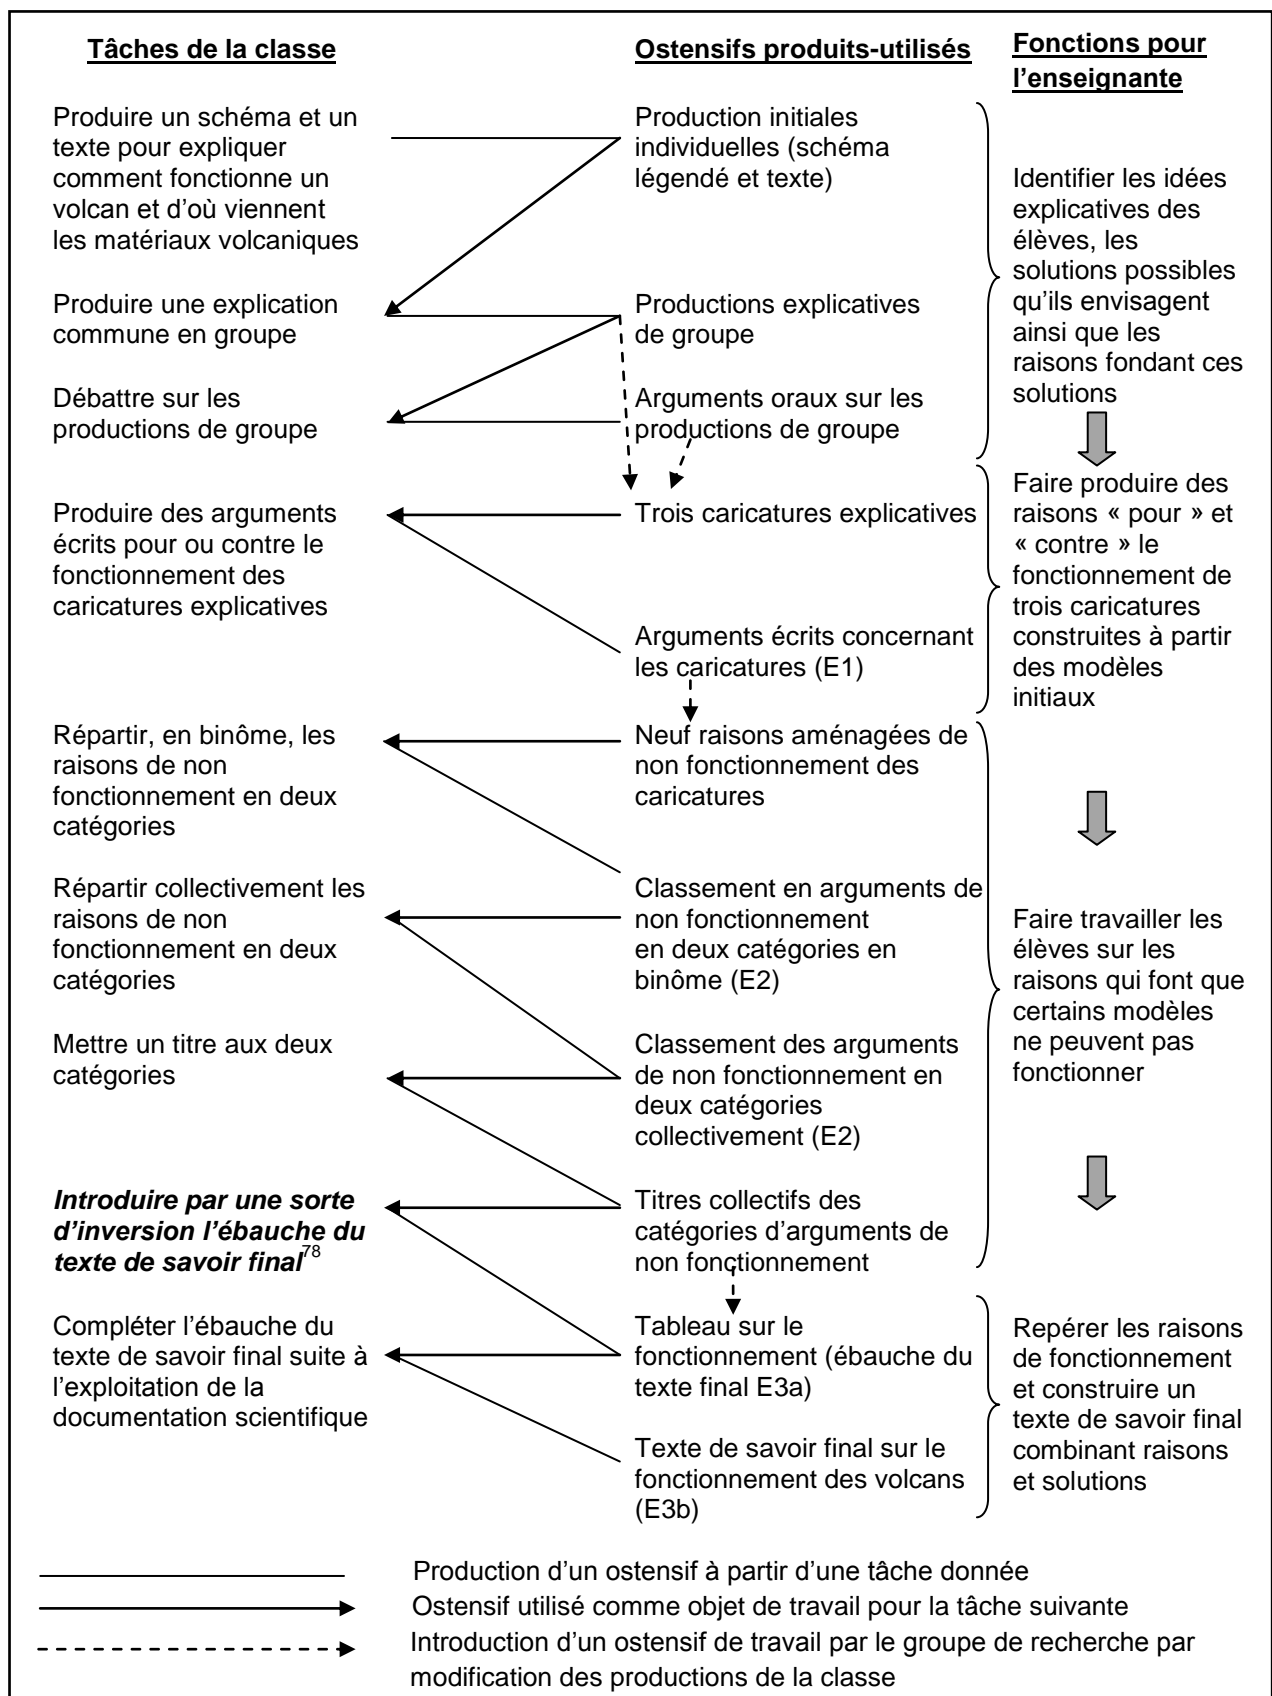 Tâches de la classe
Produire un schéma et un
texte pour expliquer
comment fonctionne un
volcan et d’où viennent
les matériaux volcaniques
Produire une explication
commune en groupe
Débattre sur les
productions de groupe
Produire des arguments
écrits pour ou contre le
fonctionnement des
caricatures explicatives
Répartir, en binôme, les
raisons de non
fonctionnement en deux
catégories
Répartir collectivement les
raisons de non
fonctionnement en deux
catégories
Mettre un titre aux deux
catégories
Introduire par une sorte
d’inversion l’ébauche du
texte de savoir final78
Compléter l’ébauche du
texte de savoir final suite à
l’exploitation de la
documentation scientifique
Ostensifs produits-utilisés
Production initiales
individuelles (schéma
légendé et texte)
Productions explicatives
de groupe
Arguments oraux sur les
productions de groupe
Trois caricatures explicatives
Arguments écrits concernant
les caricatures (E1)
Neuf raisons aménagées de
non fonctionnement des
caricatures
Classement en arguments de
non fonctionnement
en deux catégories en
binôme (E2)
Classement des arguments
de non fonctionnement en
deux catégories
collectivement (E2)
Titres collectifs des
catégories d’arguments de
non fonctionnement
Tableau sur le
fonctionnement (ébauche du
texte final E3a)
Texte de savoir final sur le
fonctionnement des volcans
(E3b)
Fonctions pour
l’enseignante
Identifier les idées
explicatives des
élèves, les
solutions possibles
qu’ils envisagent
ainsi que les
raisons fondant ces
solutions
Faire produire des
raisons « pour » et
« contre » le
fonctionnement de
trois caricatures
construites à partir
des modèles
initiaux
Faire travailler les
élèves sur les
raisons qui font que
certains modèles
ne peuvent pas
fonctionner
Repérer les raisons
de fonctionnement
et construire un
texte de savoir final
combinant raisons
et solutions
Production d’un ostensif à partir d’une tâche donnée
Ostensif utilisé comme objet de travail pour la tâche suivante
Introduction d’un ostensif de travail par le groupe de recherche par
modification des productions de la classe